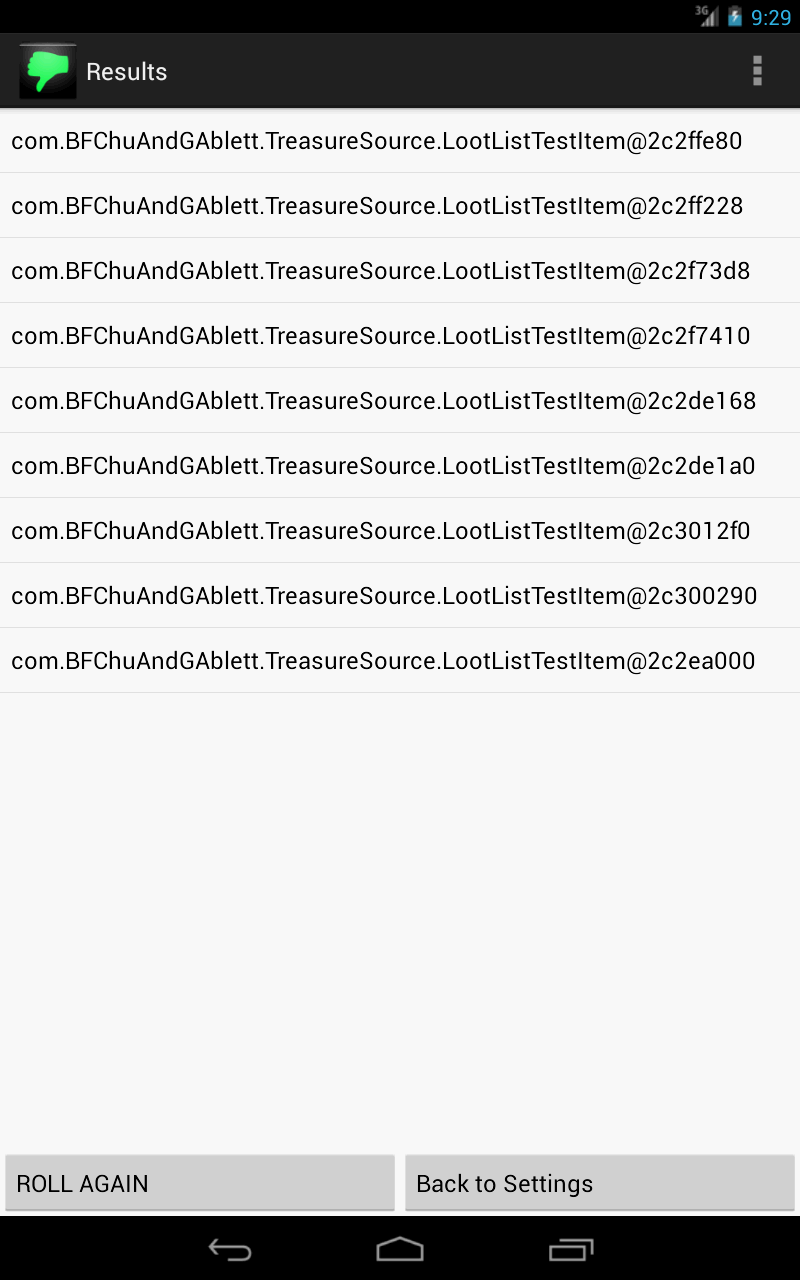 3G 9:29
Results
com.BFChuAndGAblett.TreasureSource.LootListTestItem@2c2ffe80
com.BFChuAndGAblett.TreasureSource.LootListTestItem@2c2ff228
com.BFChuAndGAblett.TreasureSource.LootListTestItem@2c2f73d8
com.BFChuAndGAblett.TreasureSource.LootListTestItem@2c2f7410
com.BFChuAndGAblett.TreasureSource.LootListTestItem@2c2de168
com.BFChuAndGAblett.TreasureSource.LootListTestItem@2c2de1a0
com.BFChuAndGAblett.TreasureSource.LootListTestItem@2c3012f0
com.BFChuAndGAblett.TreasureSource.LootListTestItem@2c300290
com.BFChuAndGAblett.TreasureSource.LootListTestItem@2c2ea000
ROLL AGAIN
Back to Settings